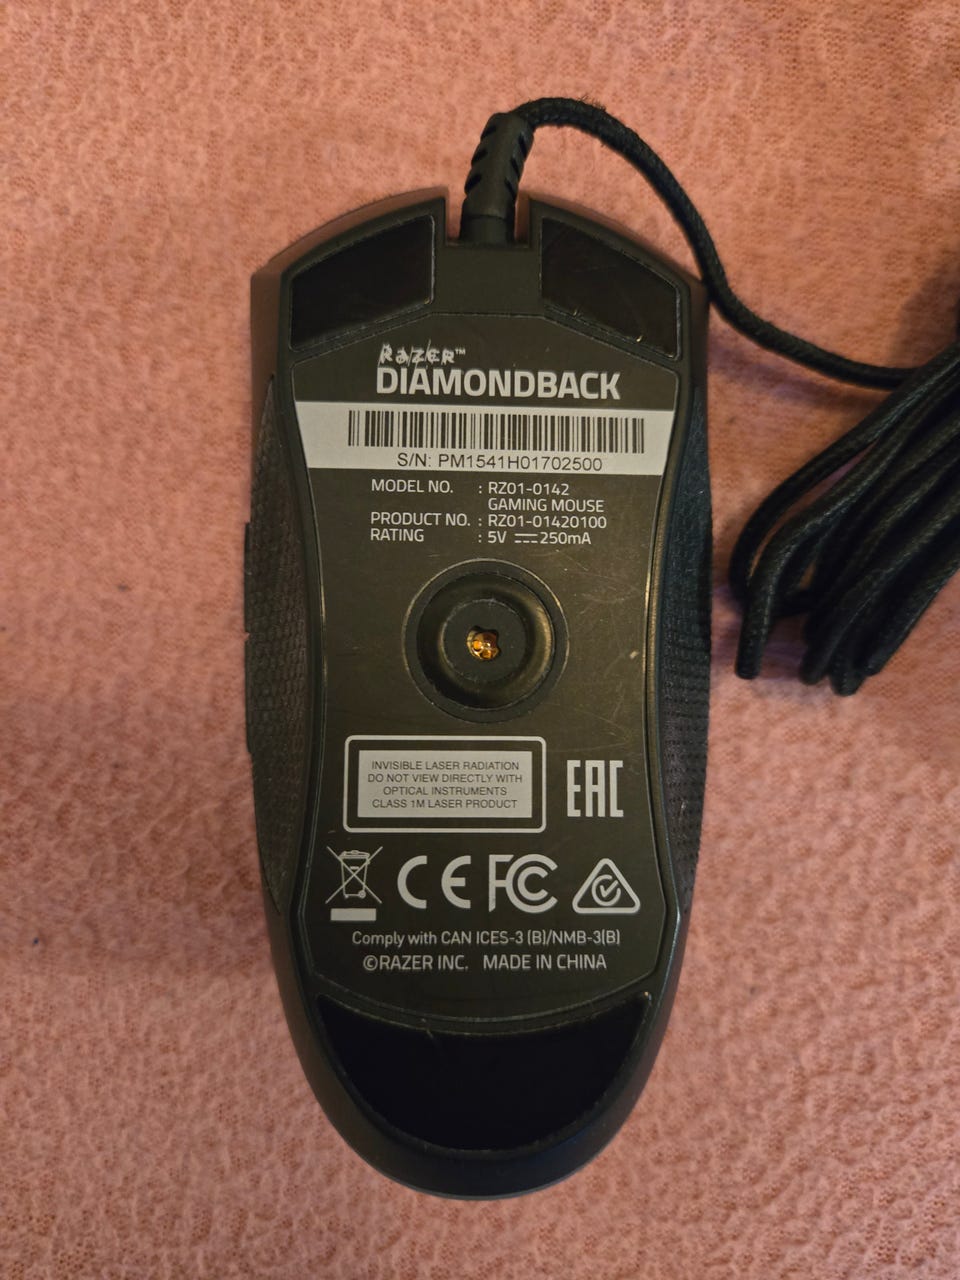 RAZER™
DIAMONDBACK
S/N: PM1541H01702500
MODEL NO. : RZ01-0142
GAMING MOUSE
PRODUCT NO. : RZ01-01420100
RATING : 5V ⎓250mA
INVISIBLE LASER RADIATION
DO NOT VIEW DIRECTLY WITH
OPTICAL INSTRUMENTS
CLASS 1M LASER PRODUCT
EAC
CE FC
Comply with CAN ICES-3 (B)/NMB-3(B)
©RAZER INC. MADE IN CHINA